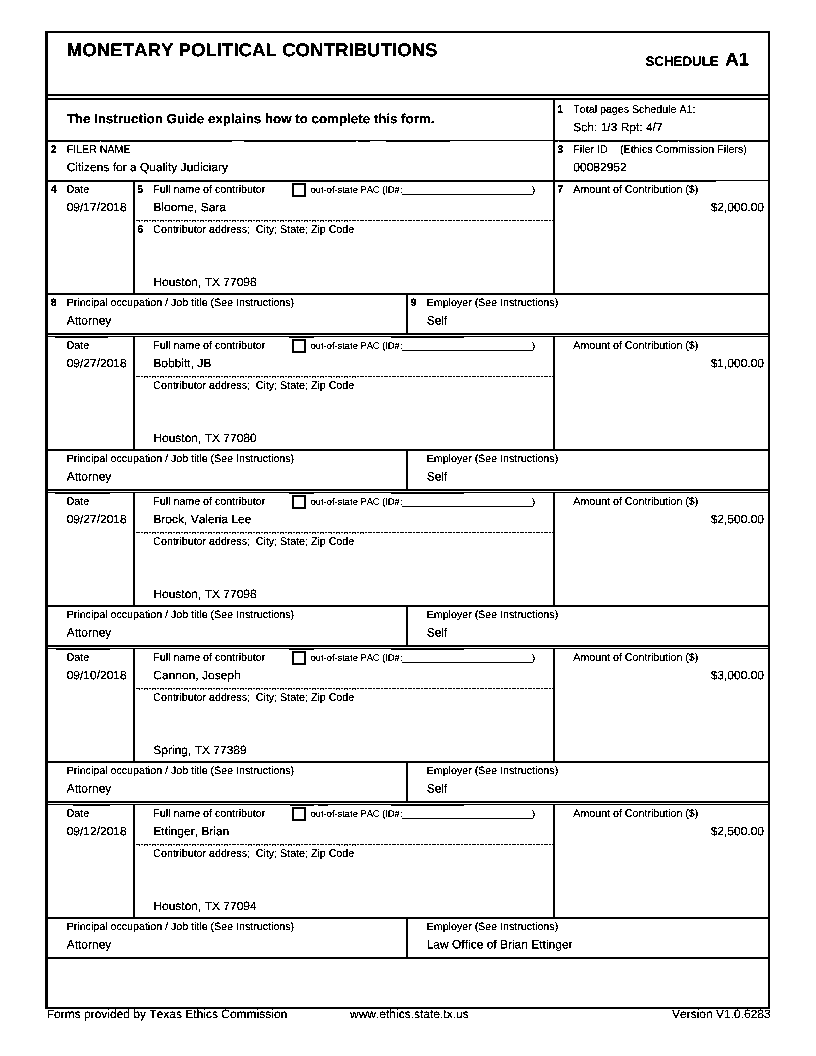 MONETARY POLITICAL CONTRIBUTIONS
SCHEDULE A1
The Instruction Guide explains how to complete this form.
1 Total pages Schedule A1:
Sch: 1/3 Rpt: 4/7
2 FILER NAME
Citizens for a Quality Judiciary
3 Filer ID (Ethics Commission Filers)
00082952
4 Date
09/17/2018
5 Full name of contributor out-of-state PAC (ID#: )
Bloome, Sara
6 Contributor address; City; State; Zip Code
Houston, TX 77098
7 Amount of Contribution ($)
$2,000.00
8 Principal occupation / Job title (See Instructions)
Attorney
9 Employer (See Instructions)
Self
Date
09/27/2018
Full name of contributor out-of-state PAC (ID#: )
Bobbitt, JB
Contributor address; City; State; Zip Code
Houston, TX 77080
Amount of Contribution ($)
$1,000.00
Principal occupation / Job title (See Instructions)
Attorney
Employer (See Instructions)
Self
Date
09/27/2018
Full name of contributor out-of-state PAC (ID#: )
Brock, Valeria Lee
Contributor address; City; State; Zip Code
Houston, TX 77098
Amount of Contribution ($)
$2,500.00
Principal occupation / Job title (See Instructions)
Attorney
Employer (See Instructions)
Self
Date
09/10/2018
Full name of contributor out-of-state PAC (ID#: )
Cannon, Joseph
Contributor address; City; State; Zip Code
Spring, TX 77389
Amount of Contribution ($)
$3,000.00
Principal occupation / Job title (See Instructions)
Attorney
Employer (See Instructions)
Self
Date
09/12/2018
Full name of contributor out-of-state PAC (ID#: )
Ettinger, Brian
Contributor address; City; State; Zip Code
Houston, TX 77094
Amount of Contribution ($)
$2,500.00
Principal occupation / Job title (See Instructions)
Attorney
Employer (See Instructions)
Law Office of Brian Ettinger
Forms provided by Texas Ethics Commission www.ethics.state.tx.us Version V1.0.6283